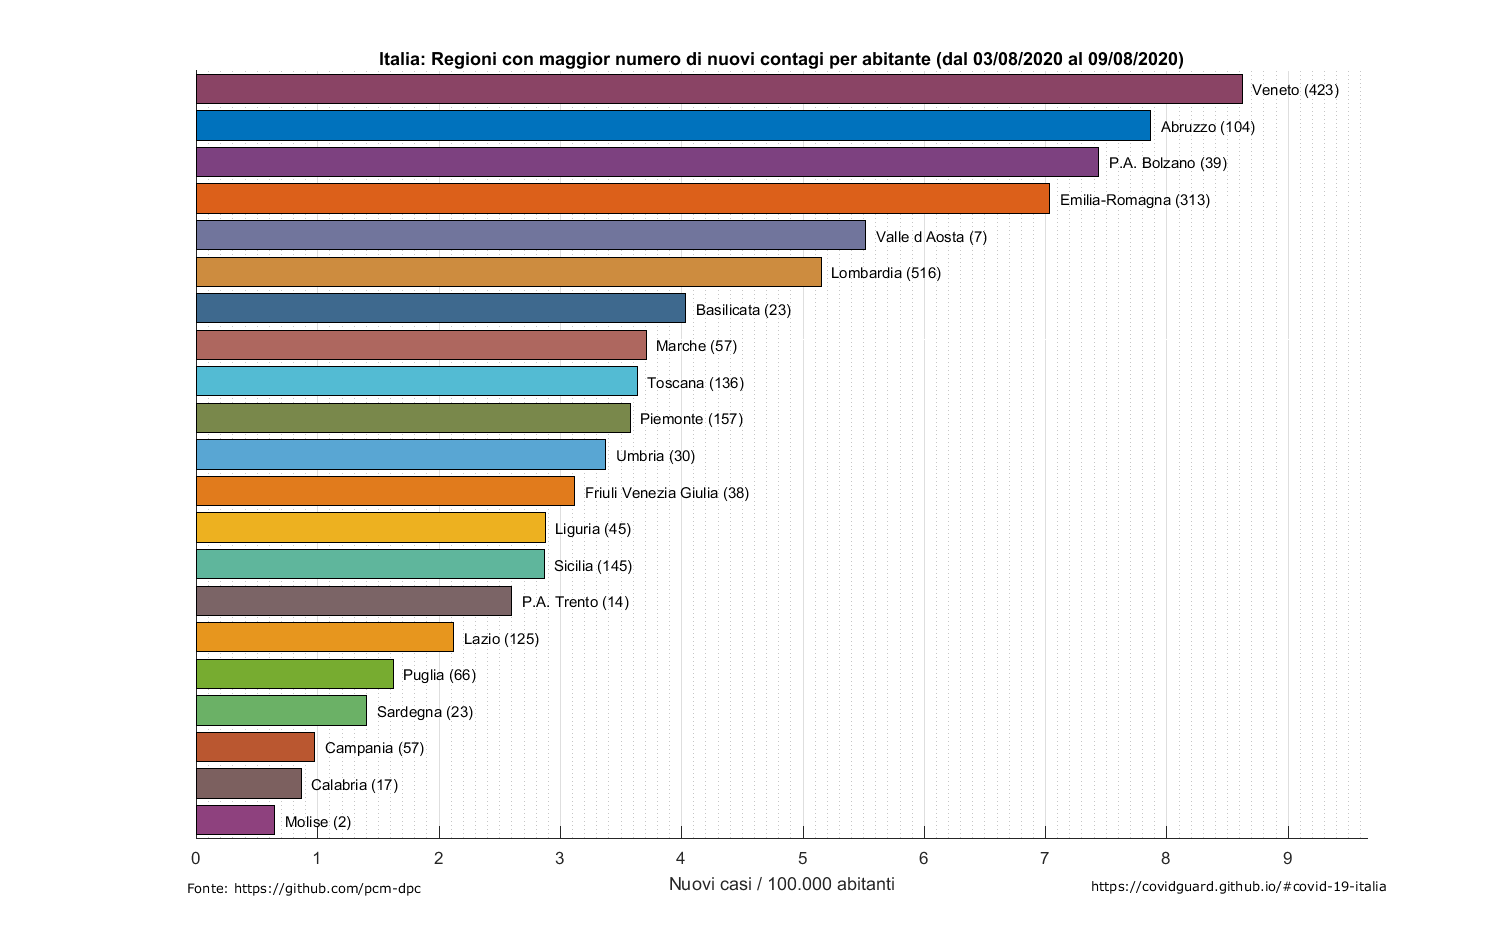 Italia: Regioni con maggior numero di nuovi contagi per abitante (dal 03/08/2020 al 09/08/2020)
Veneto (423)
Abruzzo (104)
P.A. Bolzano (39)
Emilia-Romagna (313)
Valle d Aosta (7)
Lombardia (516)
Basilicata (23)
Marche (57)
Toscana (136)
Piemonte (157)
Umbria (30)
Friuli Venezia Giulia (38)
Liguria (45)
Sicilia (145)
P.A. Trento (14)
Lazio (125)
Puglia (66)
Sardegna (23)
Campania (57)
Calabria (17)
Molise (2)
0 1 2 3 4 5 6 7 8 9
Nuovi casi / 100.000 abitanti
Fonte: https://github.com/pcm-dpc
https://covidguard.github.io/#covid-19-italia